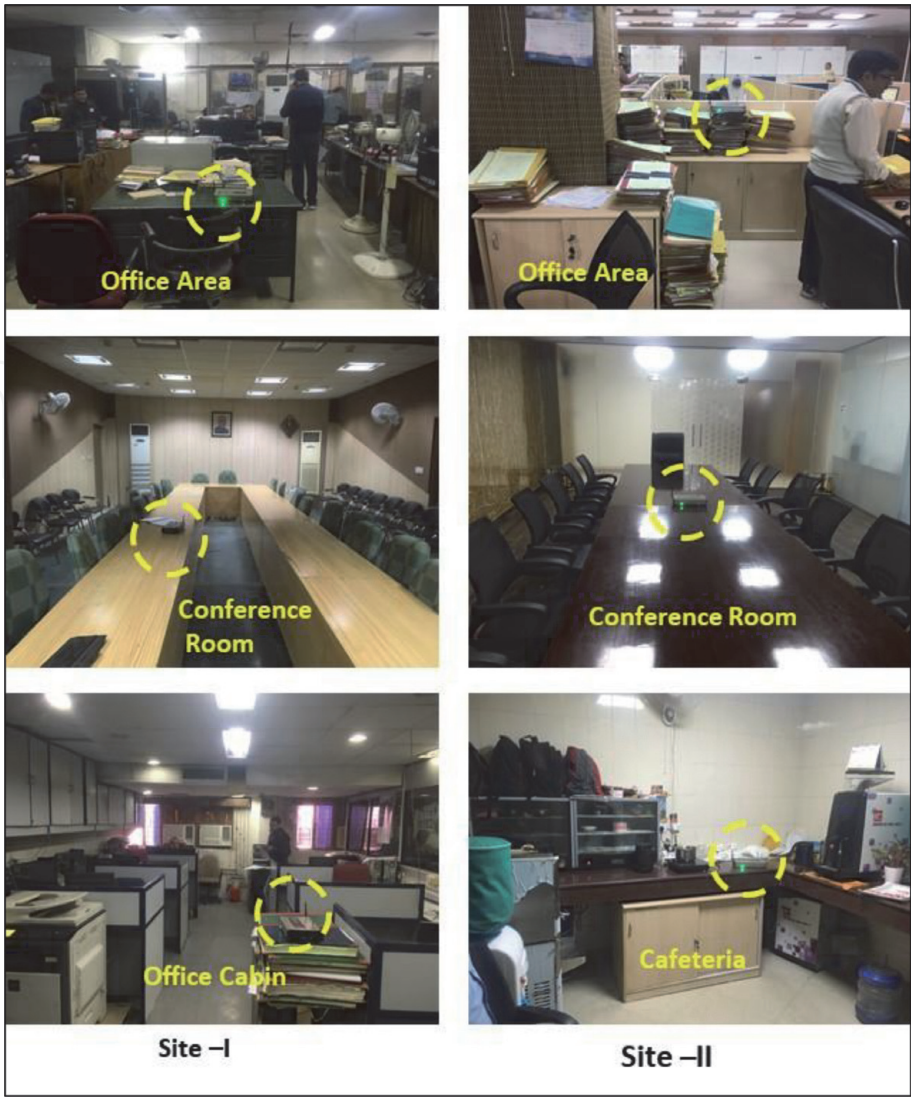 Office Area
Office Area
Conference
Room
Conference Room
Office Cabin
Cafeteria
Site –I
Site –II